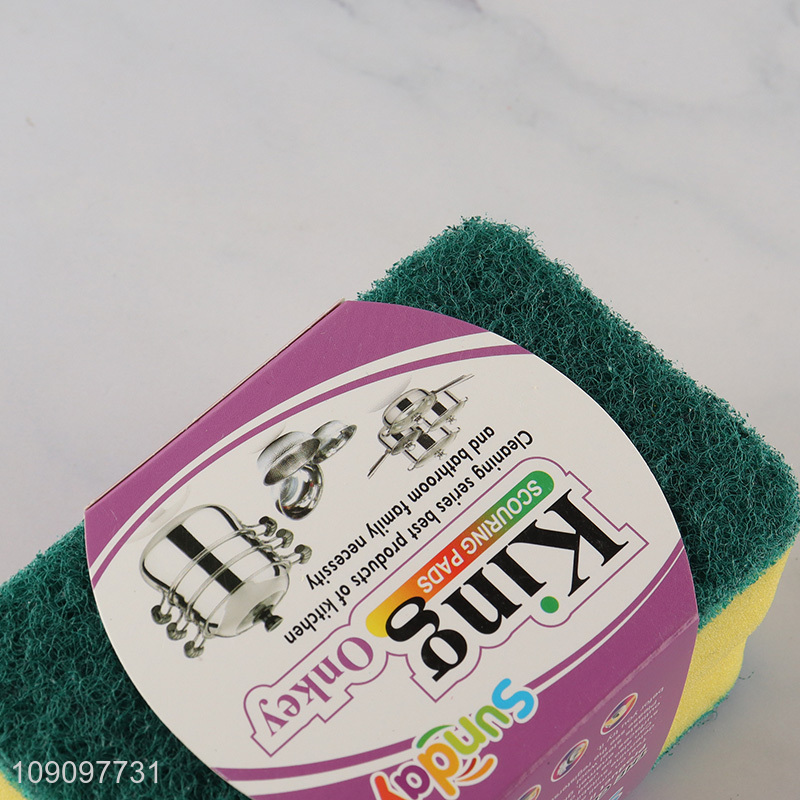 Sunday
King Onkey
SCOURING PADS
Cleaning series best products of kitchen
and bathroom family necessity
109097731